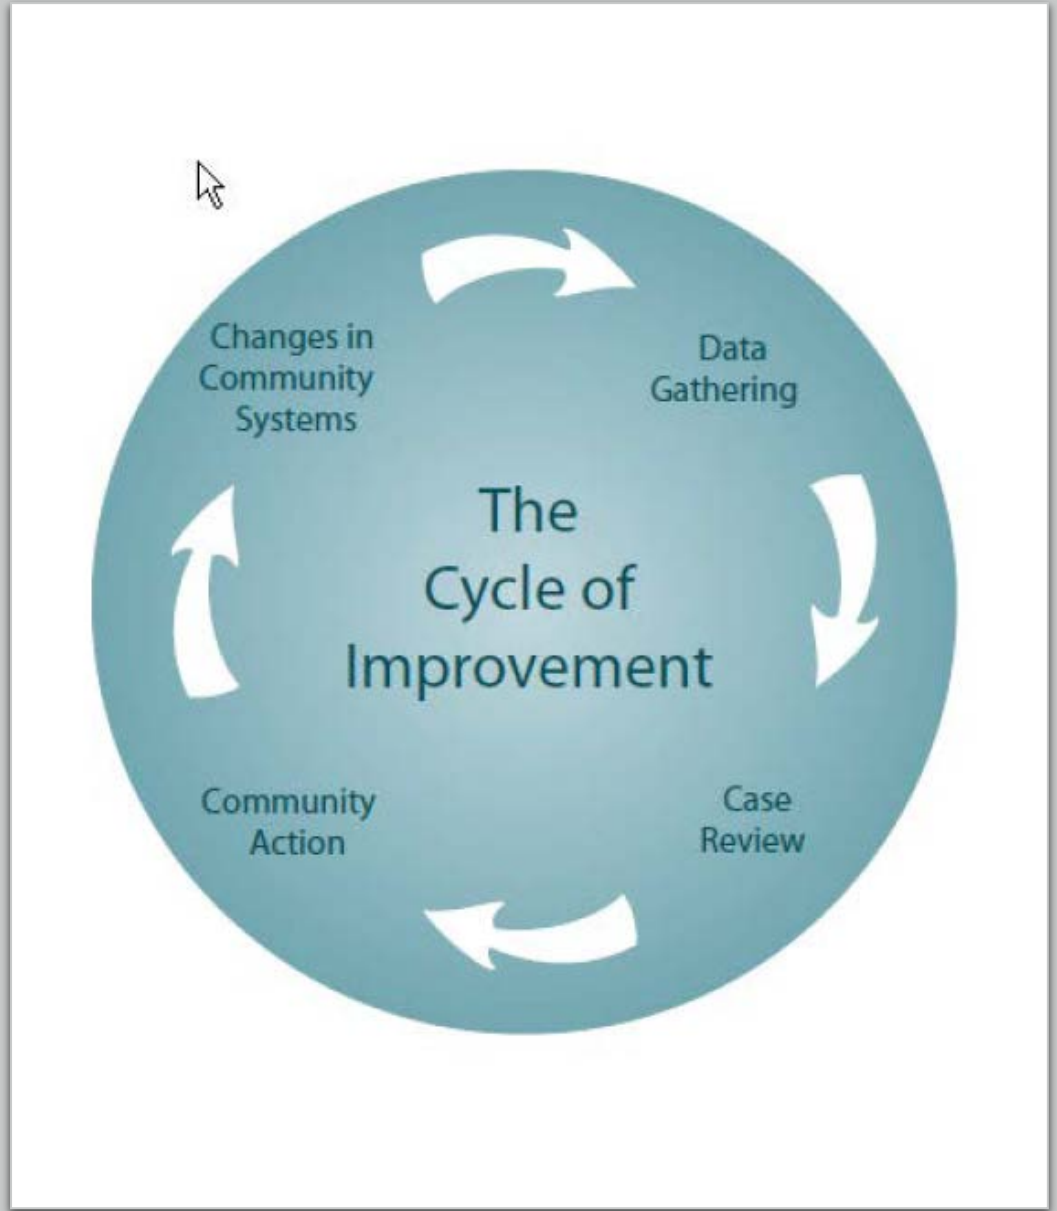 Changes in
Community
Systems
Data
Gathering
The
Cycle of
Improvement
Community
Action
Case
Review